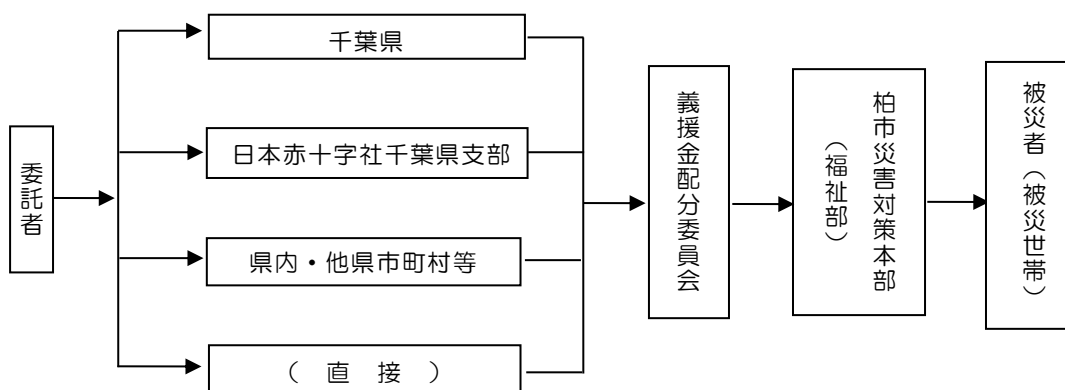 委託者
千葉県
日本赤十字社千葉県支部
県内・他県市町村等
（　直　接　）
義援金配分委員会
柏市災害対策本部
（福祉部）
被災者（被災世帯）